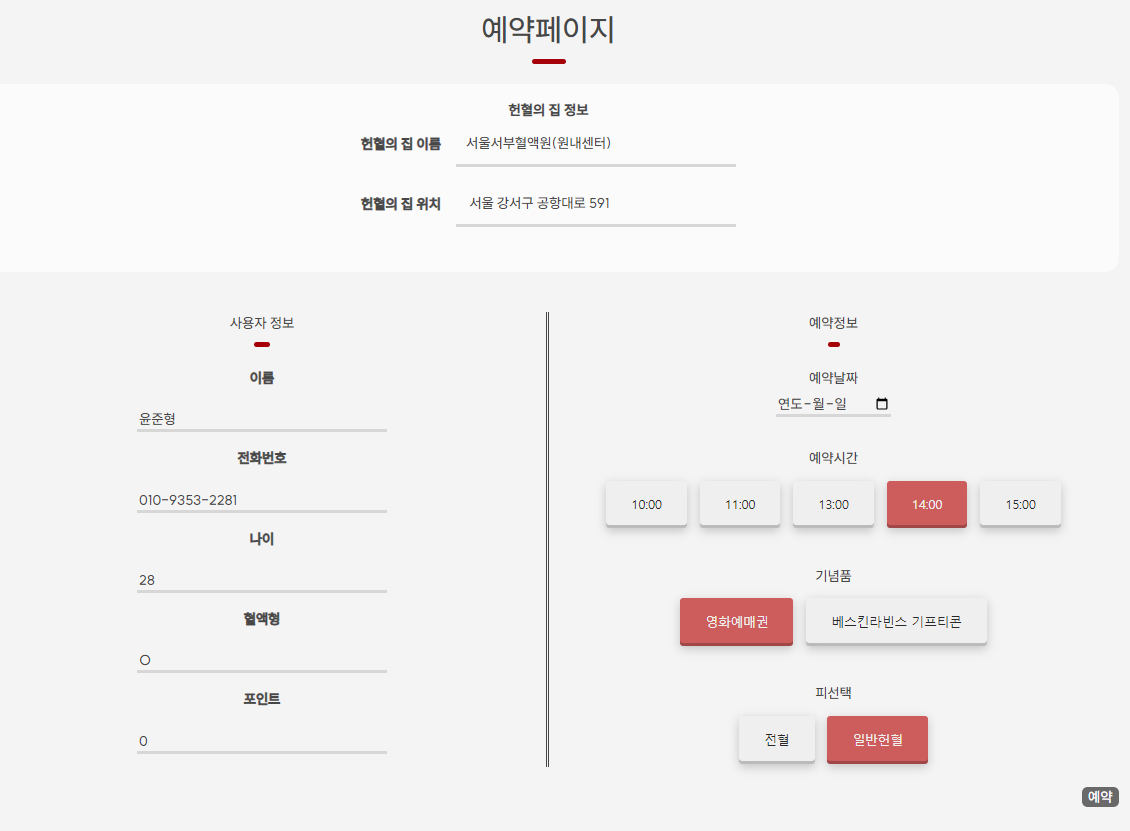 예약페이지
헌혈의 집 정보
헌혈의 집 이름 서울서부혈액원(원내센터)
헌혈의 집 위치 서울 강서구 공항대로 591
사용자 정보
이름
윤준형
전화번호
010-9353-2281
나이
28
혈액형
O
포인트
0
예약정보
예약날짜
연도-월-일
예약시간
10:00 11:00 13:00 14:00 15:00
기념품
영화예매권 베스킨라빈스 기프티콘
피선택
전혈 일반헌혈
예약